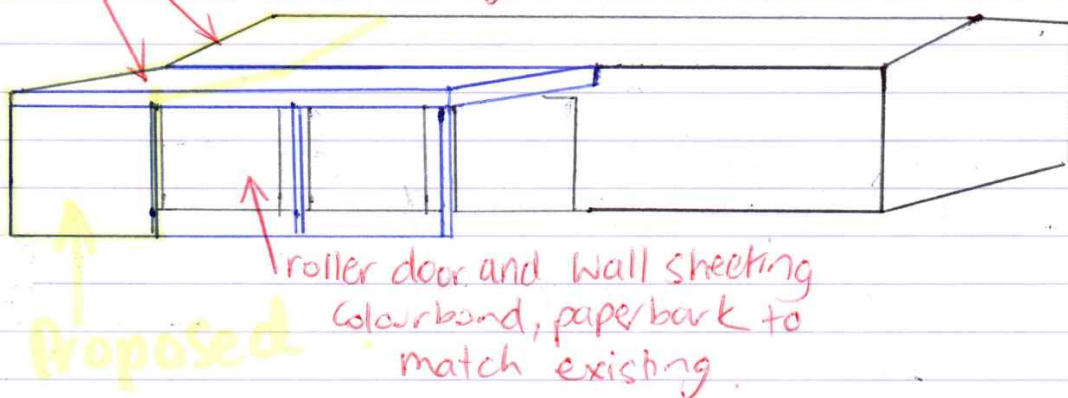 roller door and wall sheeting
Colourbond, paperbark to
match existing.
Proposed